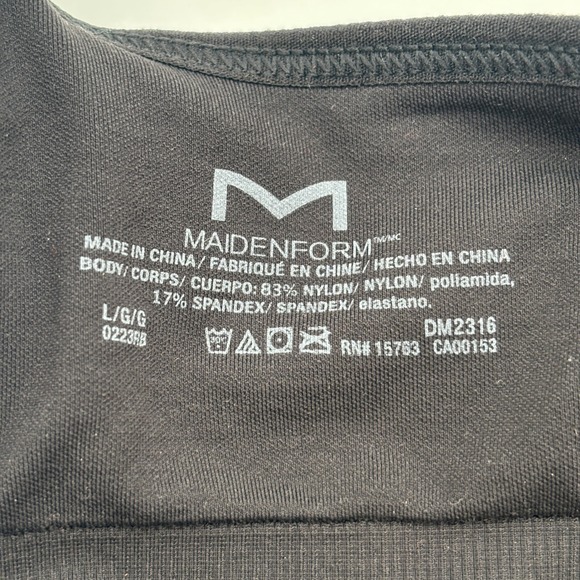 M
MAIDENFORM™/MC
MADE IN CHINA/ FABRIQUÉ EN CHINE/ HECHO EN CHINA
BODY/ CORPS/ CUERPO: 83% NYLON/ NYLON/ poliamida,
17% SPANDEX/ SPANDEX/ elastano.
L/G/G
0223RB
30°
DM2316
RN# 15763 CA00153